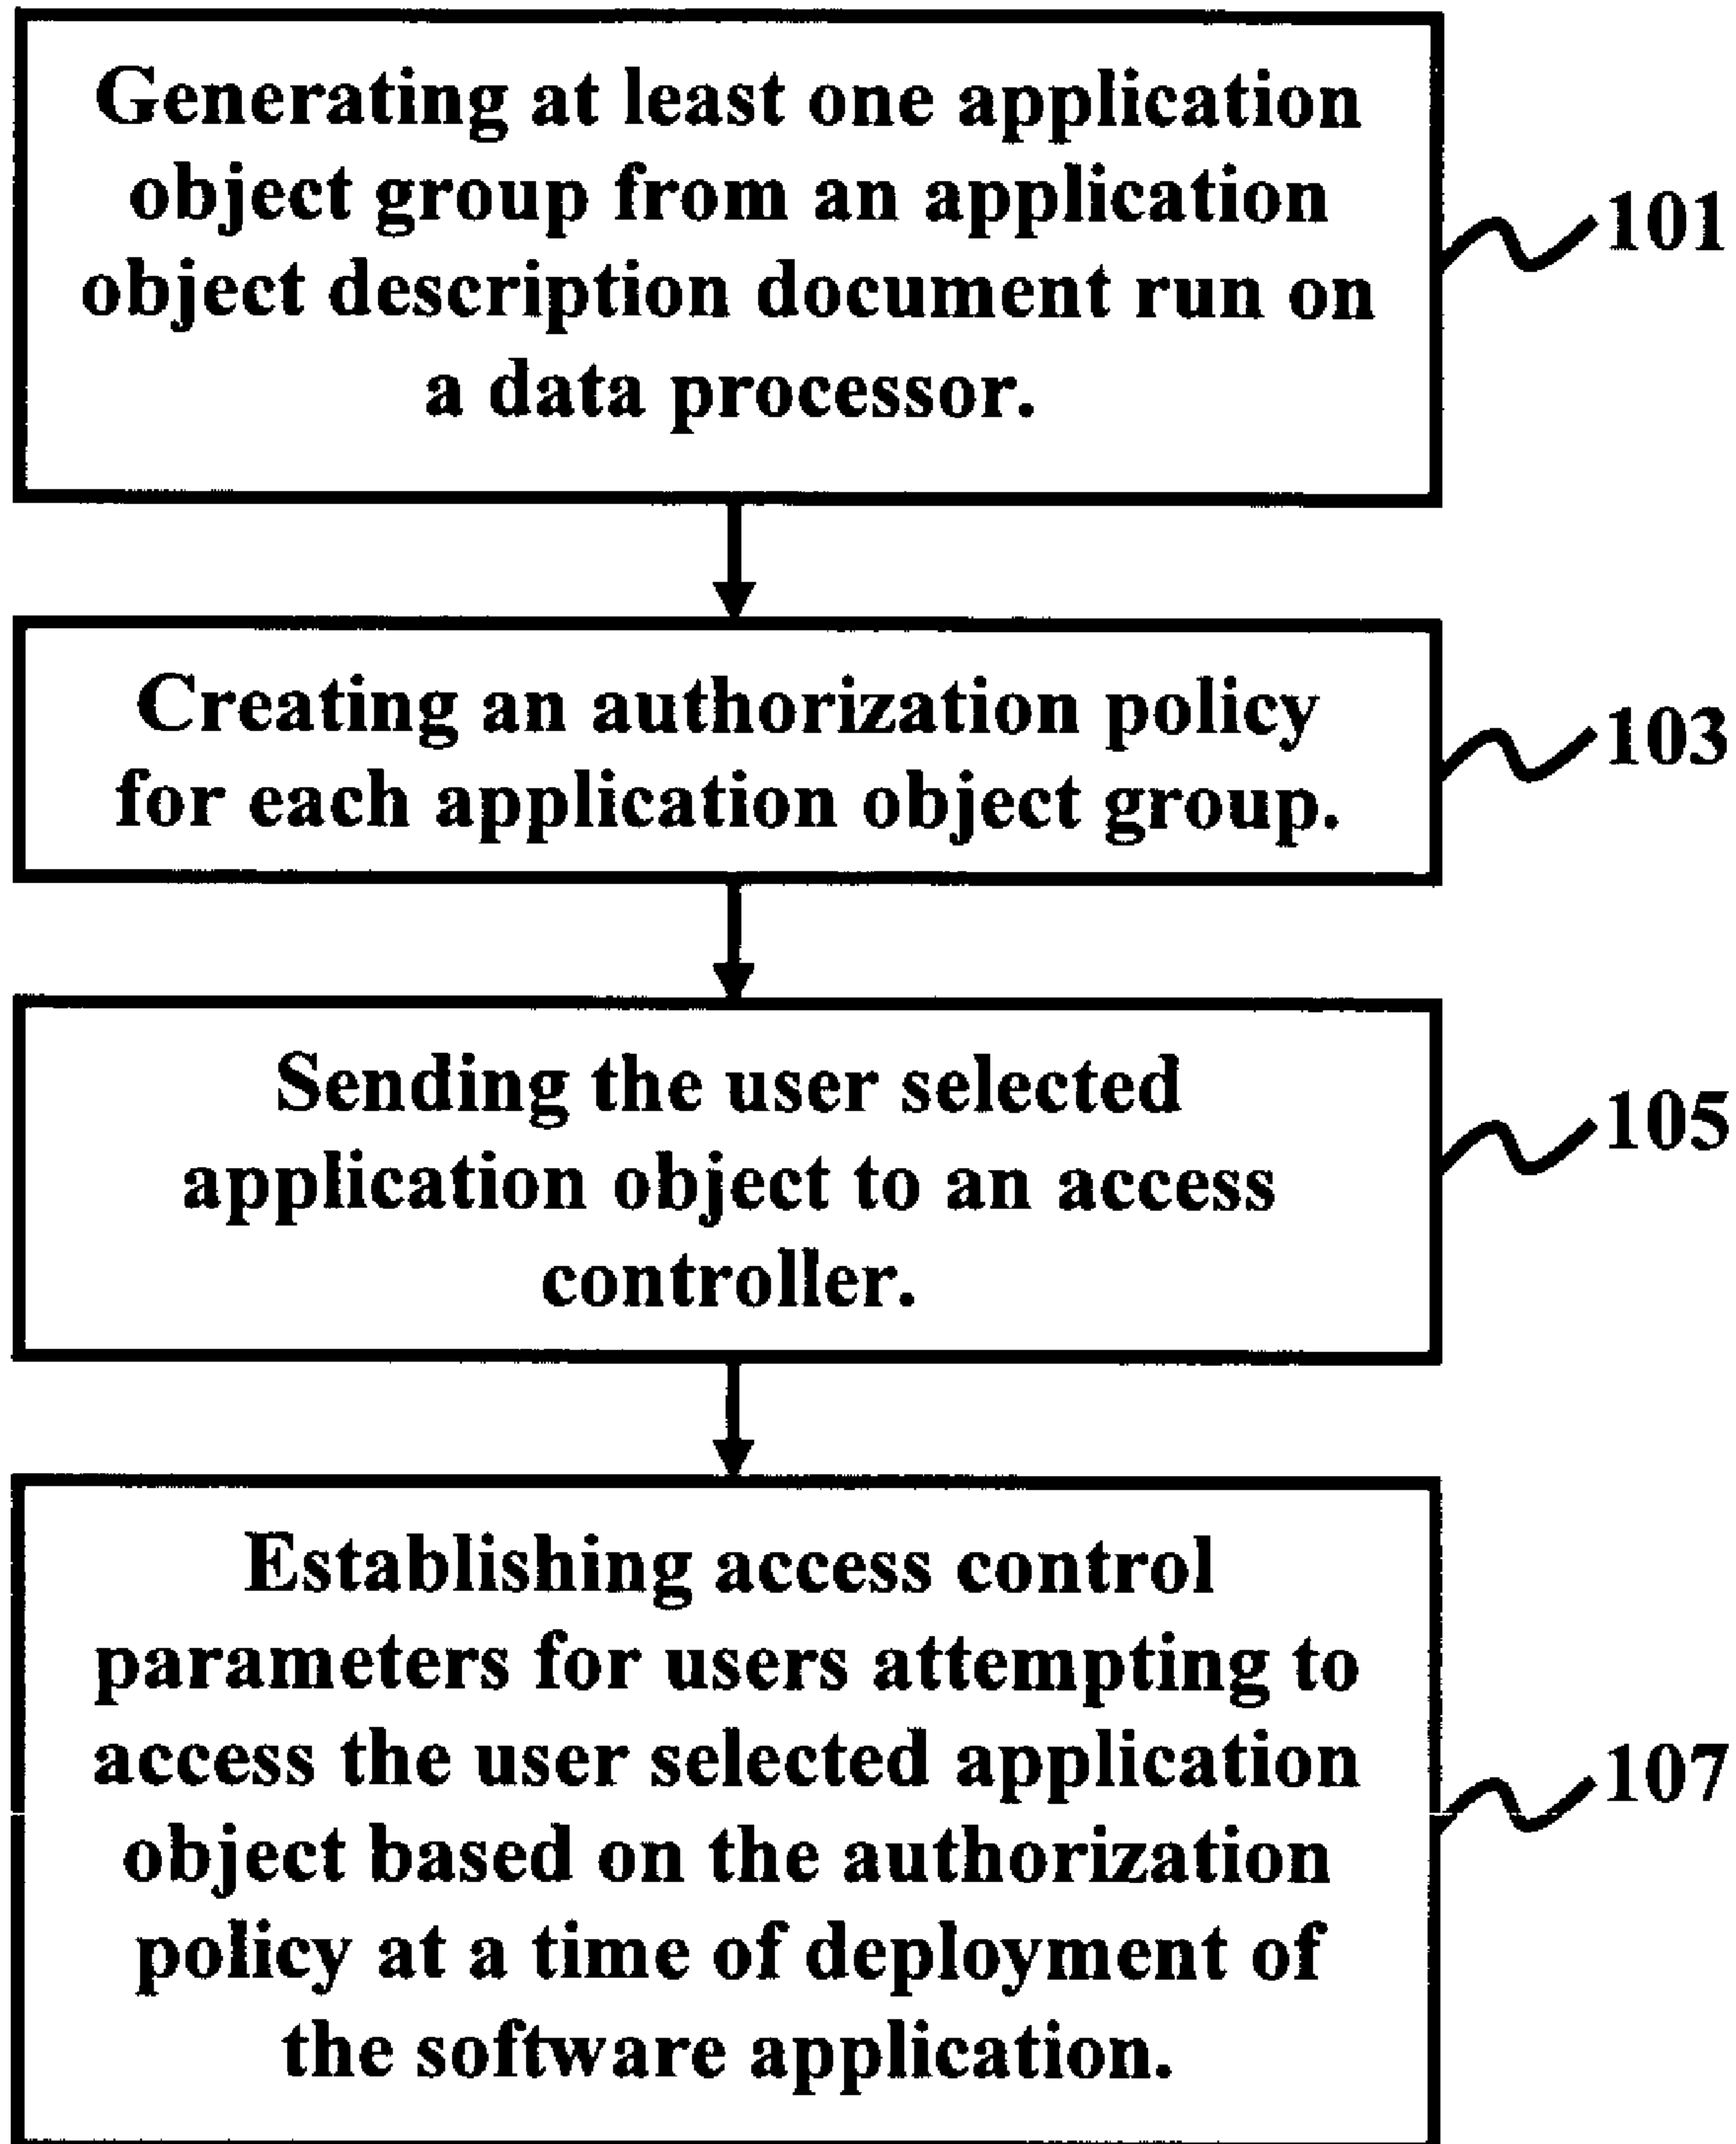 Generating at least one application
object group from an application
object description document run on
a data processor.
101
Creating an authorization policy
for each application object group.
103
Sending the user selected
application object to an access
controller.
105
Establishing access control
parameters for users attempting to
access the user selected application
object based on the authorization
policy at a time of deployment of
the software application.
107